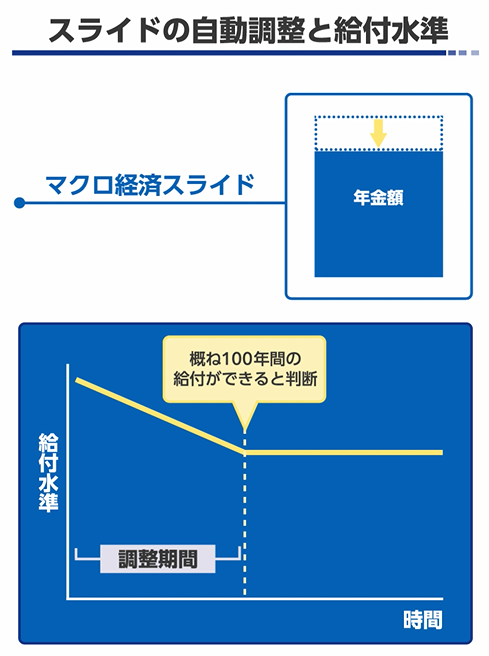 スライドの自動調整と給付水準
マクロ経済スライド
年金額
概ね100年間の
給付ができると判断
給付水準
調整期間
時間